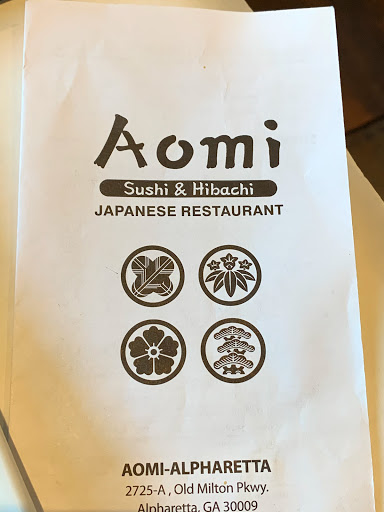 Aomi
Sushi & Hibachi
JAPANESE RESTAURANT
AOMI-ALPHARETTA
2725-A , Old Milton Pkwy.
Alpharetta, GA 30009